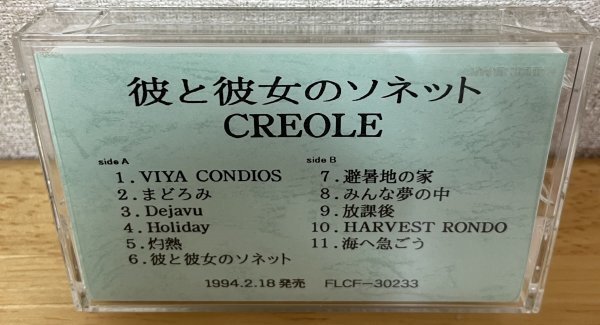 彼と彼女のソネット
CREOLE
side A
1. VIYA CONDIOS
2. まどろみ
3. Dejavu
4. Holiday
5. 灼熱
6. 彼と彼女のソネット
side B
7. 避暑地の家
8. みんな夢の中
9. 放課後
10. HARVEST RONDO
11. 海へ急ごう
1994.2.18 発売 FLCF-30233